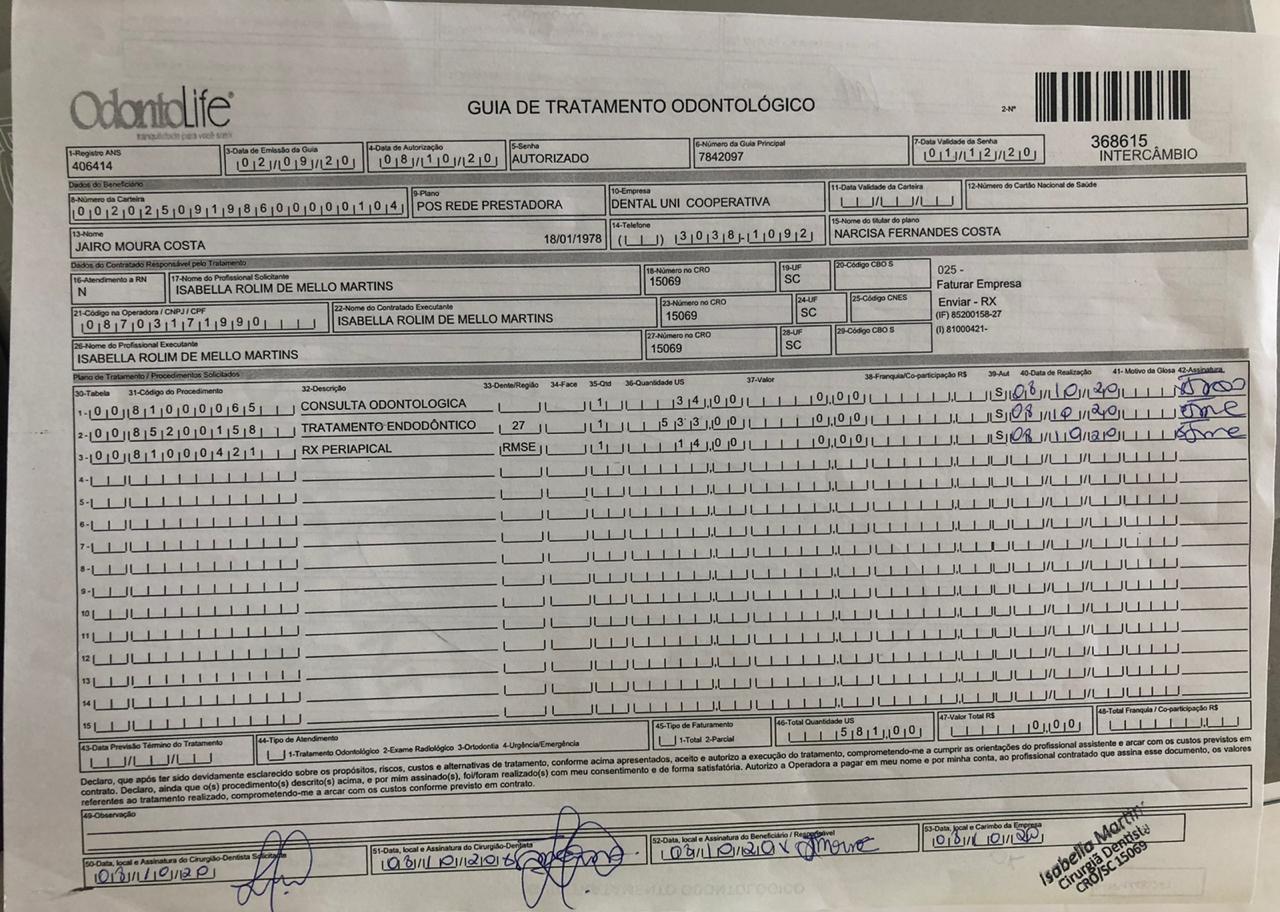 OdontoLife®
tranquilidade para você sorrir
GUIA DE TRATAMENTO ODONTOLÓGICO
2-Nº
368615
INTERCÂMBIO
1-Registro ANS
406414
3-Data de Emissão da Guia
02/09/20
4-Data de Autorização
08/10/20
5-Senha
AUTORIZADO
6-Número da Guia Principal
7842097
7-Data Validade da Senha
01/12/20
Dados do Beneficiário
8-Número da Carteira
00202509198600000104
9-Plano
POS REDE PRESTADORA
10-Empresa
DENTAL UNI COOPERATIVA
11-Data Validade da Carteira
12-Número do Cartão Nacional de Saúde
13-Nome
JAIRO MOURA COSTA 18/01/1978
14-Telefone
( ) 3038-1092
15-Nome do titular do plano
NARCISA FERNANDES COSTA
Dados do Contratado Responsável pelo Tratamento
16-Atendimento a RN
N
17-Nome do Profissional Solicitante
ISABELLA ROLIM DE MELLO MARTINS
18-Número no CRO
15069
19-UF
SC
20-Código CBO S
025 -
Faturar Empresa
Enviar - RX
(IF) 85200158-27
(I) 81000421-
21-Código na Operadora / CNPJ / CPF
08703171990
22-Nome do Contratado Executante
ISABELLA ROLIM DE MELLO MARTINS
23-Número no CRO
15069
24-UF
SC
25-Código CNES
26-Nome do Profissional Executante
ISABELLA ROLIM DE MELLO MARTINS
27-Número no CRO
15069
28-UF
SC
29-Código CBO S
Plano de Tratamento / Procedimentos Solicitados
30-Tabela 31-Código do Procedimento 32-Descrição 33-Dente/Região 34-Face 35-Qtd 36-Quantidade US 37-Valor 38-Franquia/Co-participação R$ 39-Aut 40-Data de Realização 41- Motivo da Glosa 42-Assinatura
1- 00 81000065 CONSULTA ODONTOLOGICA 1 34,00 0,00 S 08/10/20
2- 00 85200158 TRATAMENTO ENDODÔNTICO 27 1 533,00 0,00 S 08/10/20
3- 00 81000421 RX PERIAPICAL RMSE 1 14,00 0,00 S 08/10/20
4-
5-
6-
7-
8-
9-
10
11
12
13
14
15
43-Data Previsão Término do Tratamento
44-Tipo de Atendimento
1-Tratamento Odontológico 2-Exame Radiológico 3-Ortodontia 4-Urgência/Emergência
45-Tipo de Faturamento
1-Total 2-Parcial
46-Total Quantidade US
581,00
47-Valor Total R$
0,00
48-Total Franquia / Co-participação R$
Declaro, que após ter sido devidamente esclarecido sobre os propósitos, riscos, custos e alternativas de tratamento, conforme acima apresentados, aceito e autorizo a execução do tratamento, comprometendo-me a cumprir as orientações do profissional assistente e arcar com os custos previstos em
contrato. Declaro, ainda que o(s) procedimento(s) descrito(s) acima, e por mim assinado(s), foi/foram realizado(s) com meu consentimento e de forma satisfatória. Autorizo a Operadora a pagar em meu nome e por minha conta, ao profissional contratado que assina esse documento, os valores
referentes ao tratamento realizado, comprometendo-me a arcar com os custos conforme previsto em contrato.
49-Observação
50-Data, local e Assinatura do Cirurgião-Dentista Solicitante
08/10/20
51-Data, local e Assinatura do Cirurgião-Dentista
08/10/20
52-Data, local e Assinatura do Beneficiário / Responsável
08/10/20
53-Data, local e Carimbo da Empresa
08/10/20
Isabella Martins
Cirurgiã Dentista
CRO/SC 15069